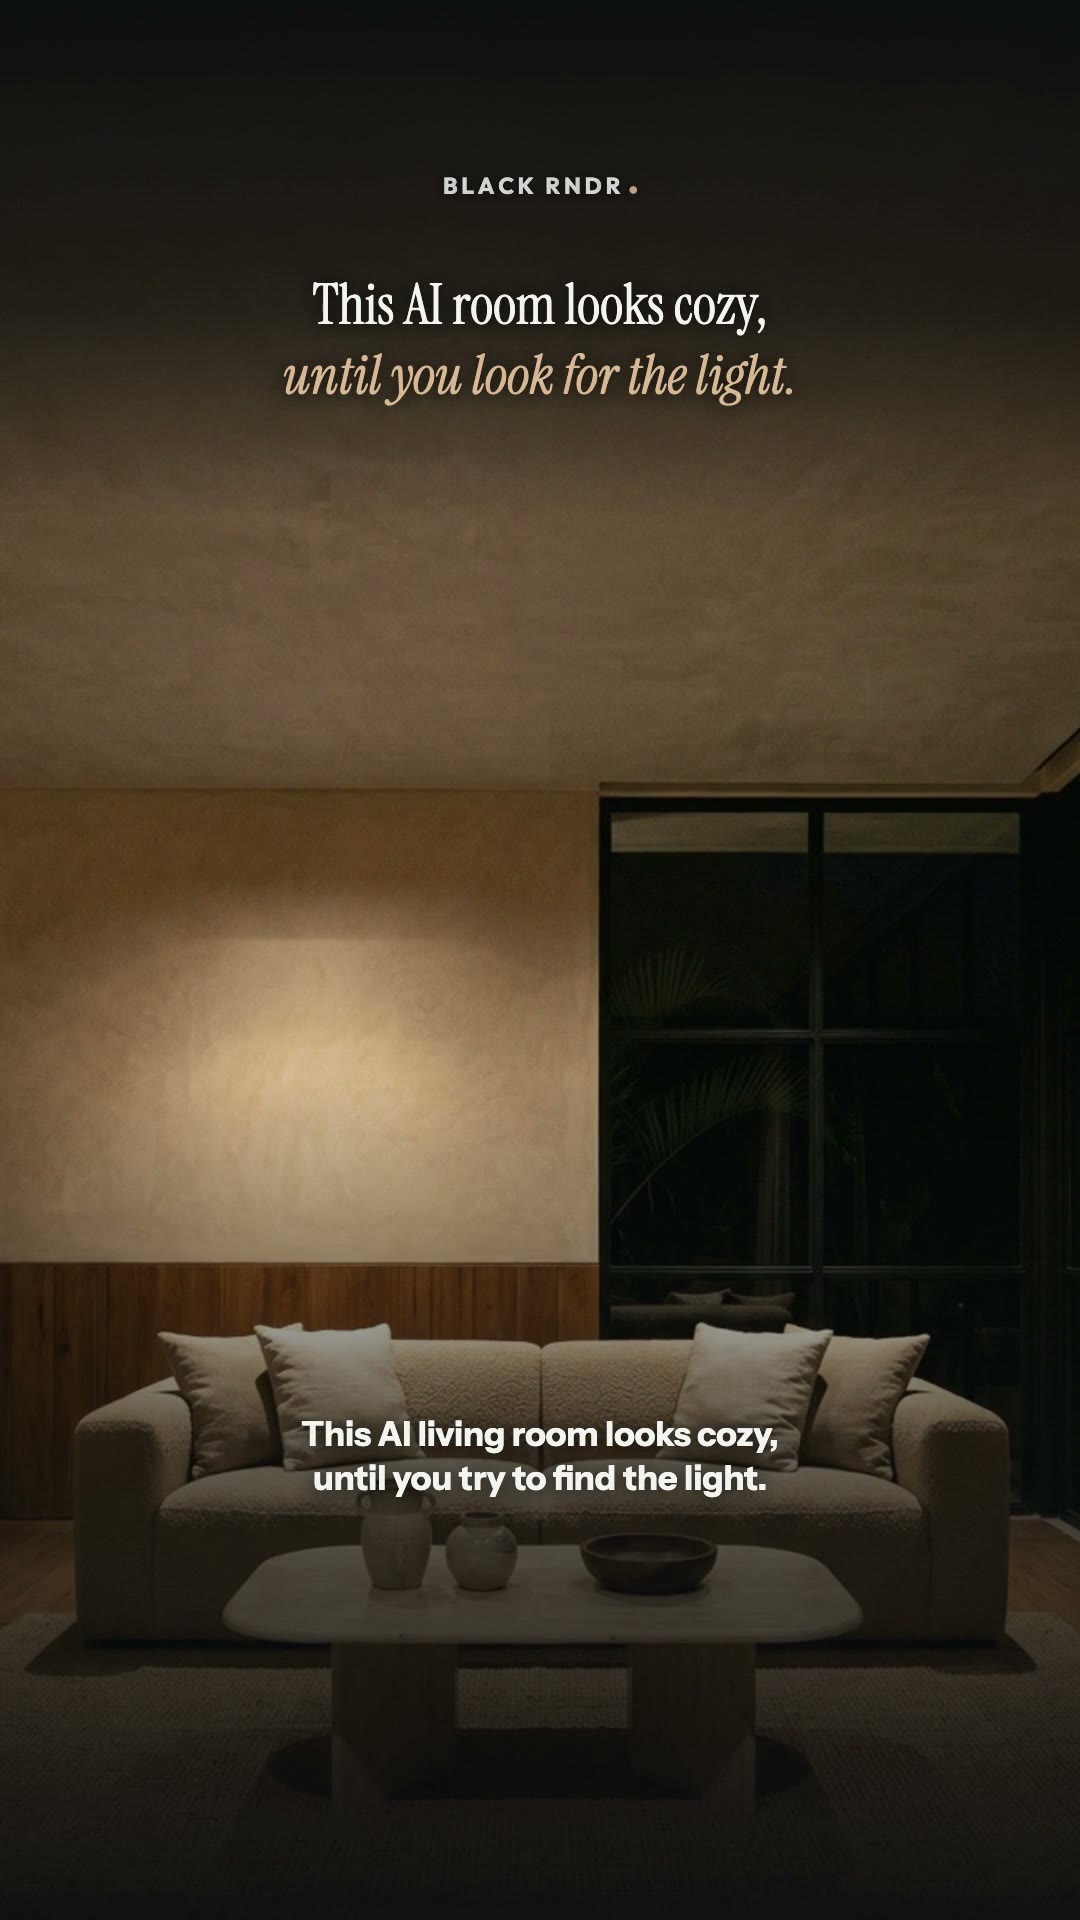 BLACK RNDR.
This AI room looks cozy,
until you look for the light.
This AI living room looks cozy,
until you try to find the light.